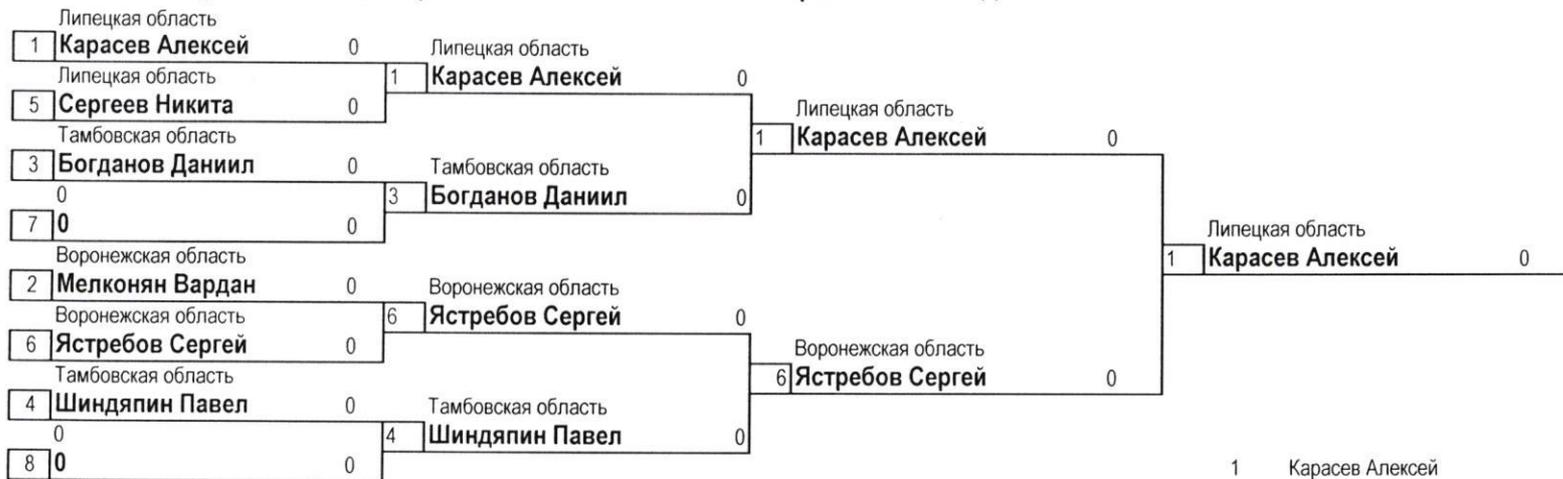 Липецкая область
1 Карасев Алексей 0
Липецкая область
5 Сергеев Никита 0
Тамбовская область
3 Богданов Даниил 0
0
7 0 0
Воронежская область
2 Мелконян Вардан 0
Воронежская область
6 Ястребов Сергей 0
Тамбовская область
4 Шиндяпин Павел 0
0
8 0 0
Липецкая область
1 Карасев Алексей 0
Тамбовская область
3 Богданов Даниил 0
Воронежская область
6 Ястребов Сергей 0
Тамбовская область
4 Шиндяпин Павел 0
Липецкая область
1 Карасев Алексей 0
Воронежская область
6 Ястребов Сергей 0
Липецкая область
1 Карасев Алексей 0
1 Карасев Алексей